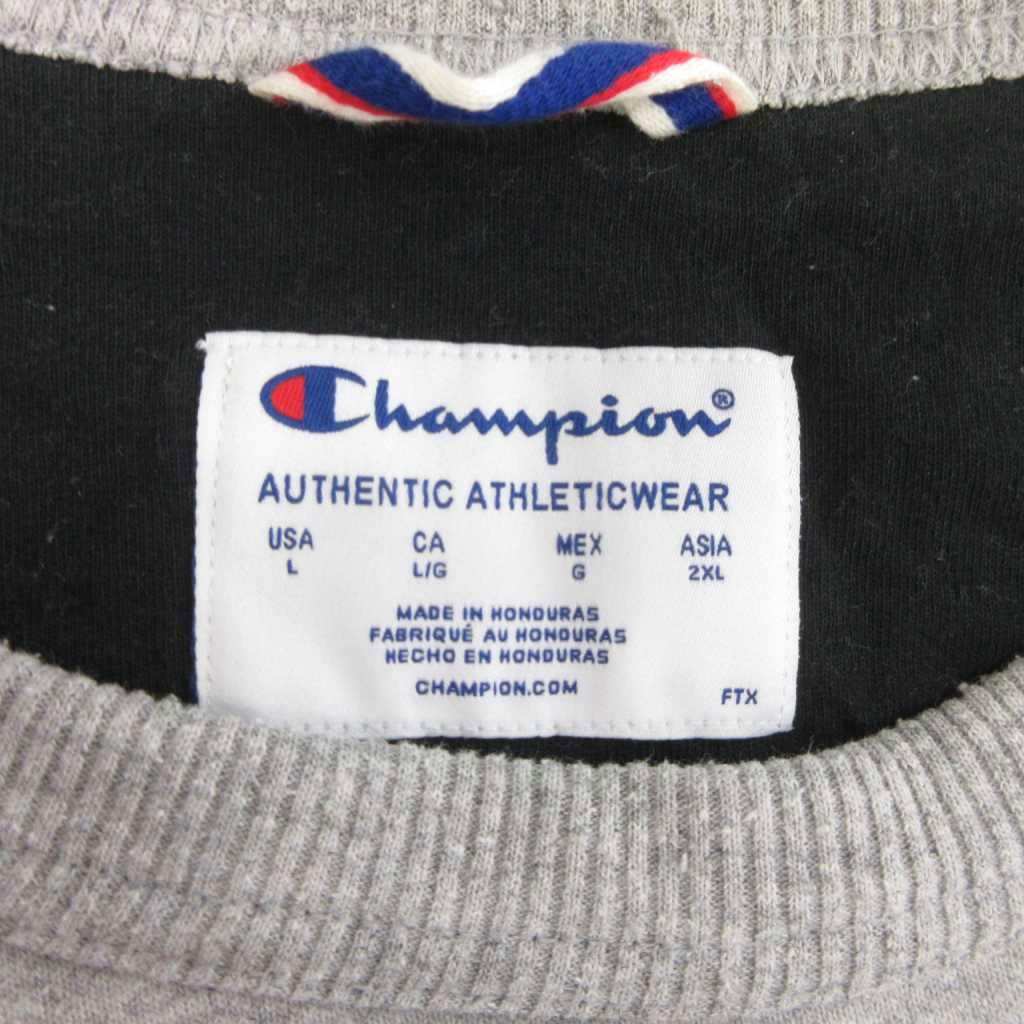 Champion®
AUTHENTIC ATHLETICWEAR
USA CA MEX ASIA
L L/G G 2XL
MADE IN HONDURAS
FABRIQUÉ AU HONDURAS
HECHO EN HONDURAS
CHAMPION.COM
FTX